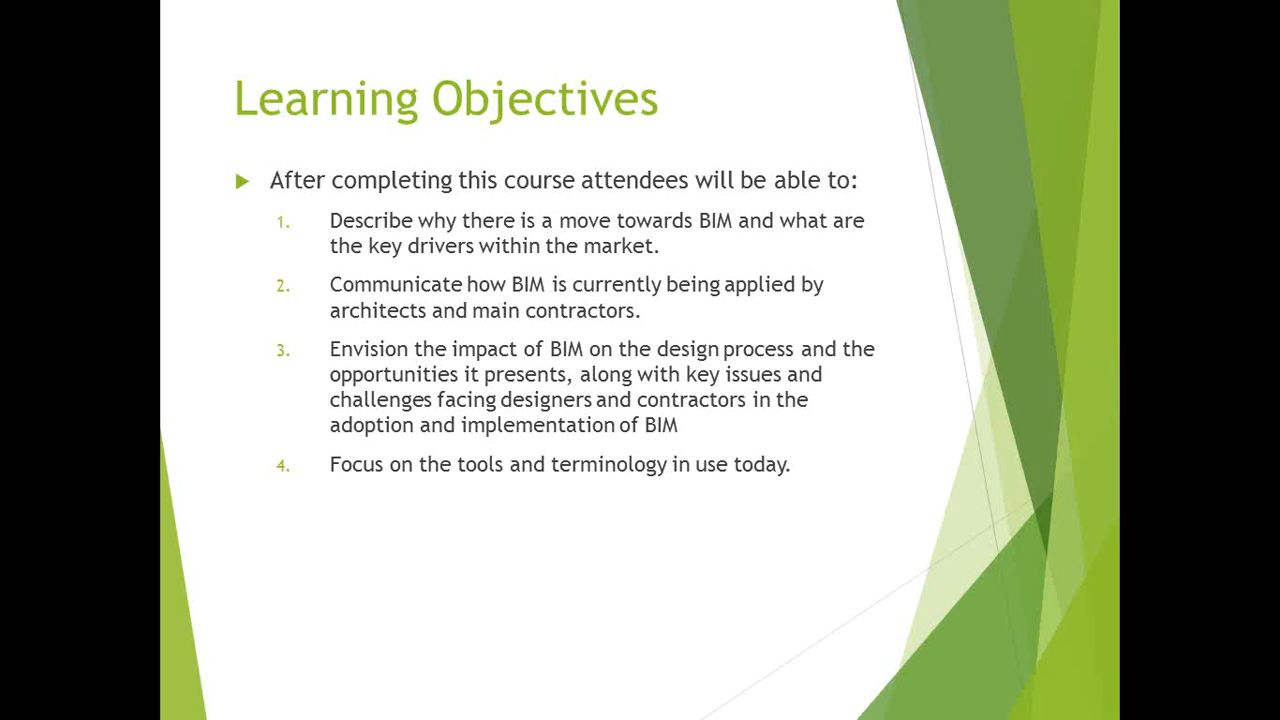 Learning Objectives
After completing this course attendees will be able to:
1. Describe why there is a move towards BIM and what are
the key drivers within the market.
2. Communicate how BIM is currently being applied by
architects and main contractors.
3. Envision the impact of BIM on the design process and the
opportunities it presents, along with key issues and
challenges facing designers and contractors in the
adoption and implementation of BIM
4. Focus on the tools and terminology in use today.